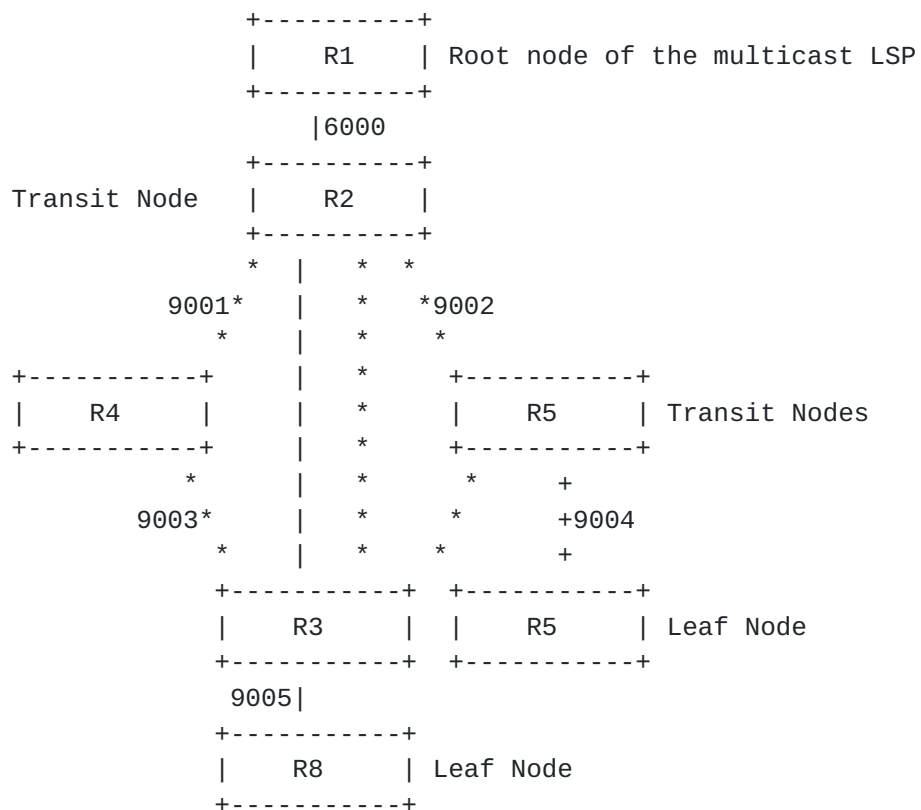 +----------+
|    R1    | Root node of the multicast LSP
+----------+
|6000
+----------+
Transit Node   |    R2    |
+----------+
*  |   *  *
9001*   |   *   *9002
*    |   *    *
+-----------+     |   *     +-----------+
|    R4     |     |   *     |    R5     | Transit Nodes
+-----------+     |   *     +-----------+
*      |   *      *     +
9003*     |   *     *      +9004
*    |   *    *       +
+-----------+  +-----------+
|    R3     |  |    R5     | Leaf Node
+-----------+  +-----------+
9005|
+-----------+
|    R8     | Leaf Node
+-----------+